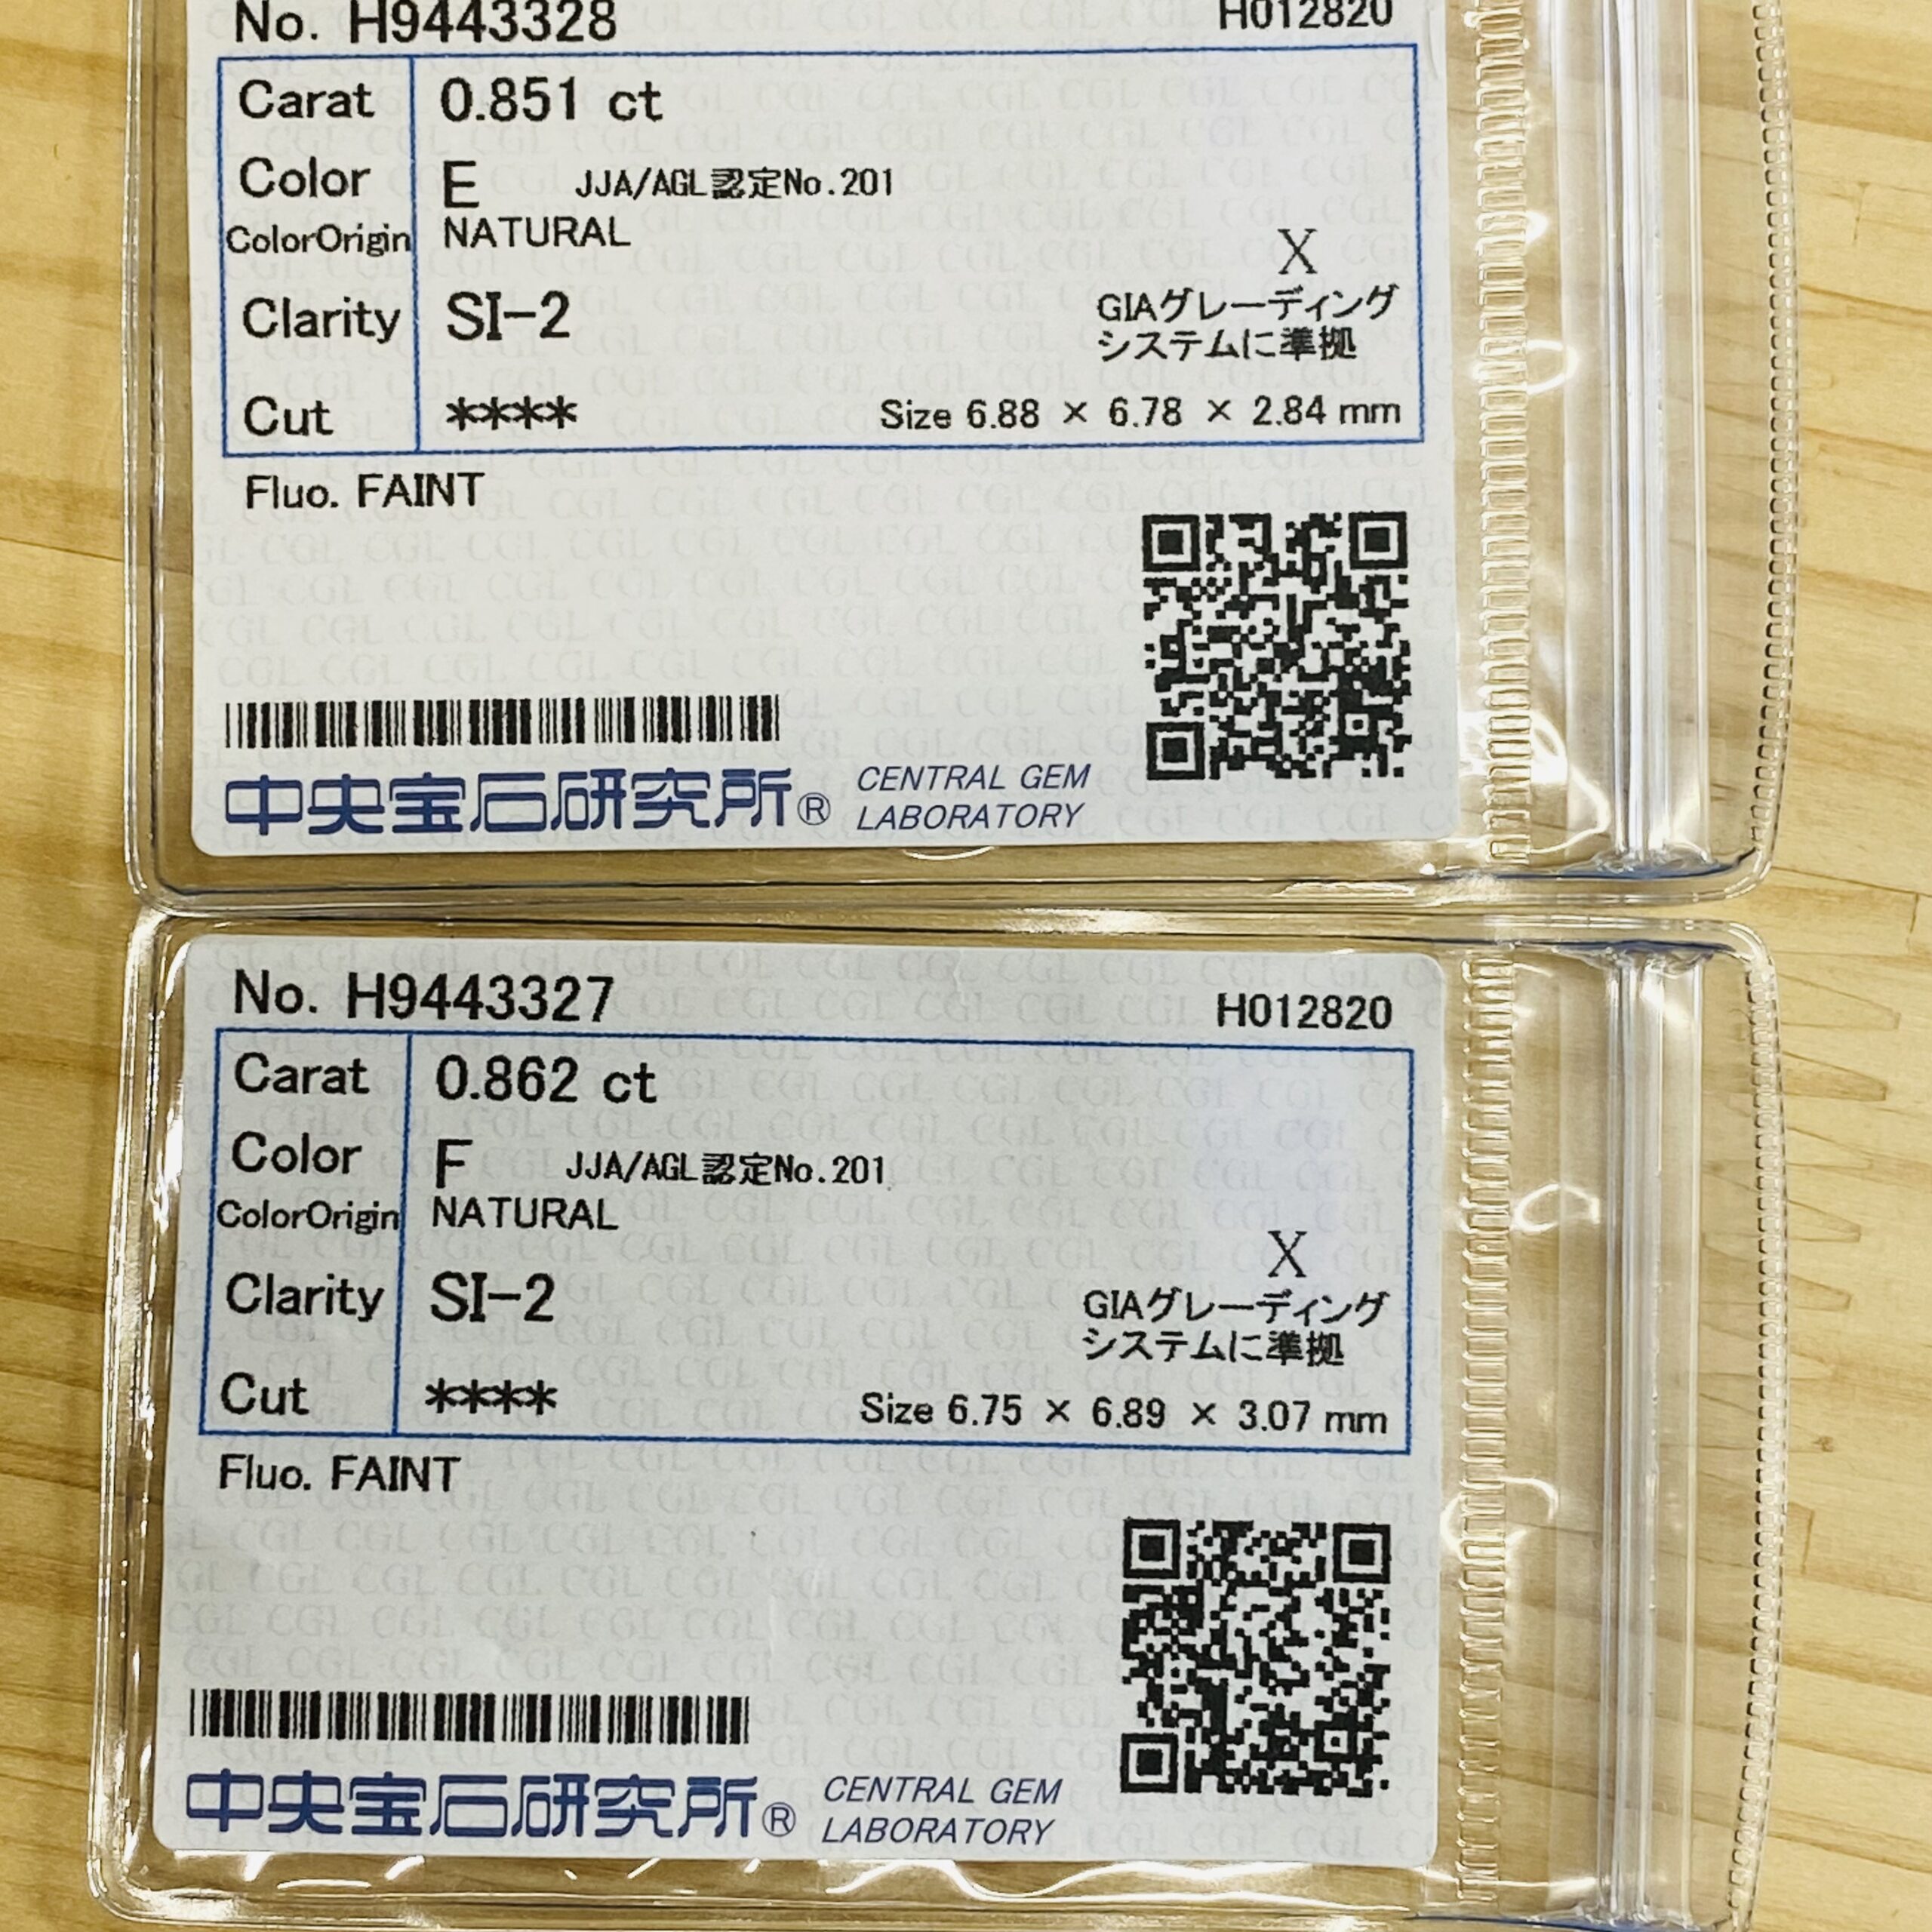 No. H9443328 H012820
Carat 0.851 ct
Color E JJA/AGL認定No.201
ColorOrigin NATURAL
X
Clarity SI-2 GIAグレーディング
システムに準拠
Cut **** Size 6.88 × 6.78 × 2.84 mm
Fluo. FAINT
中央宝石研究所® CENTRAL GEM
LABORATORY
No. H9443327 H012820
Carat 0.862 ct
Color F JJA/AGL認定No.201
ColorOrigin NATURAL
X
Clarity SI-2 GIAグレーディング
システムに準拠
Cut **** Size 6.75 × 6.89 × 3.07 mm
Fluo. FAINT
中央宝石研究所® CENTRAL GEM
LABORATORY